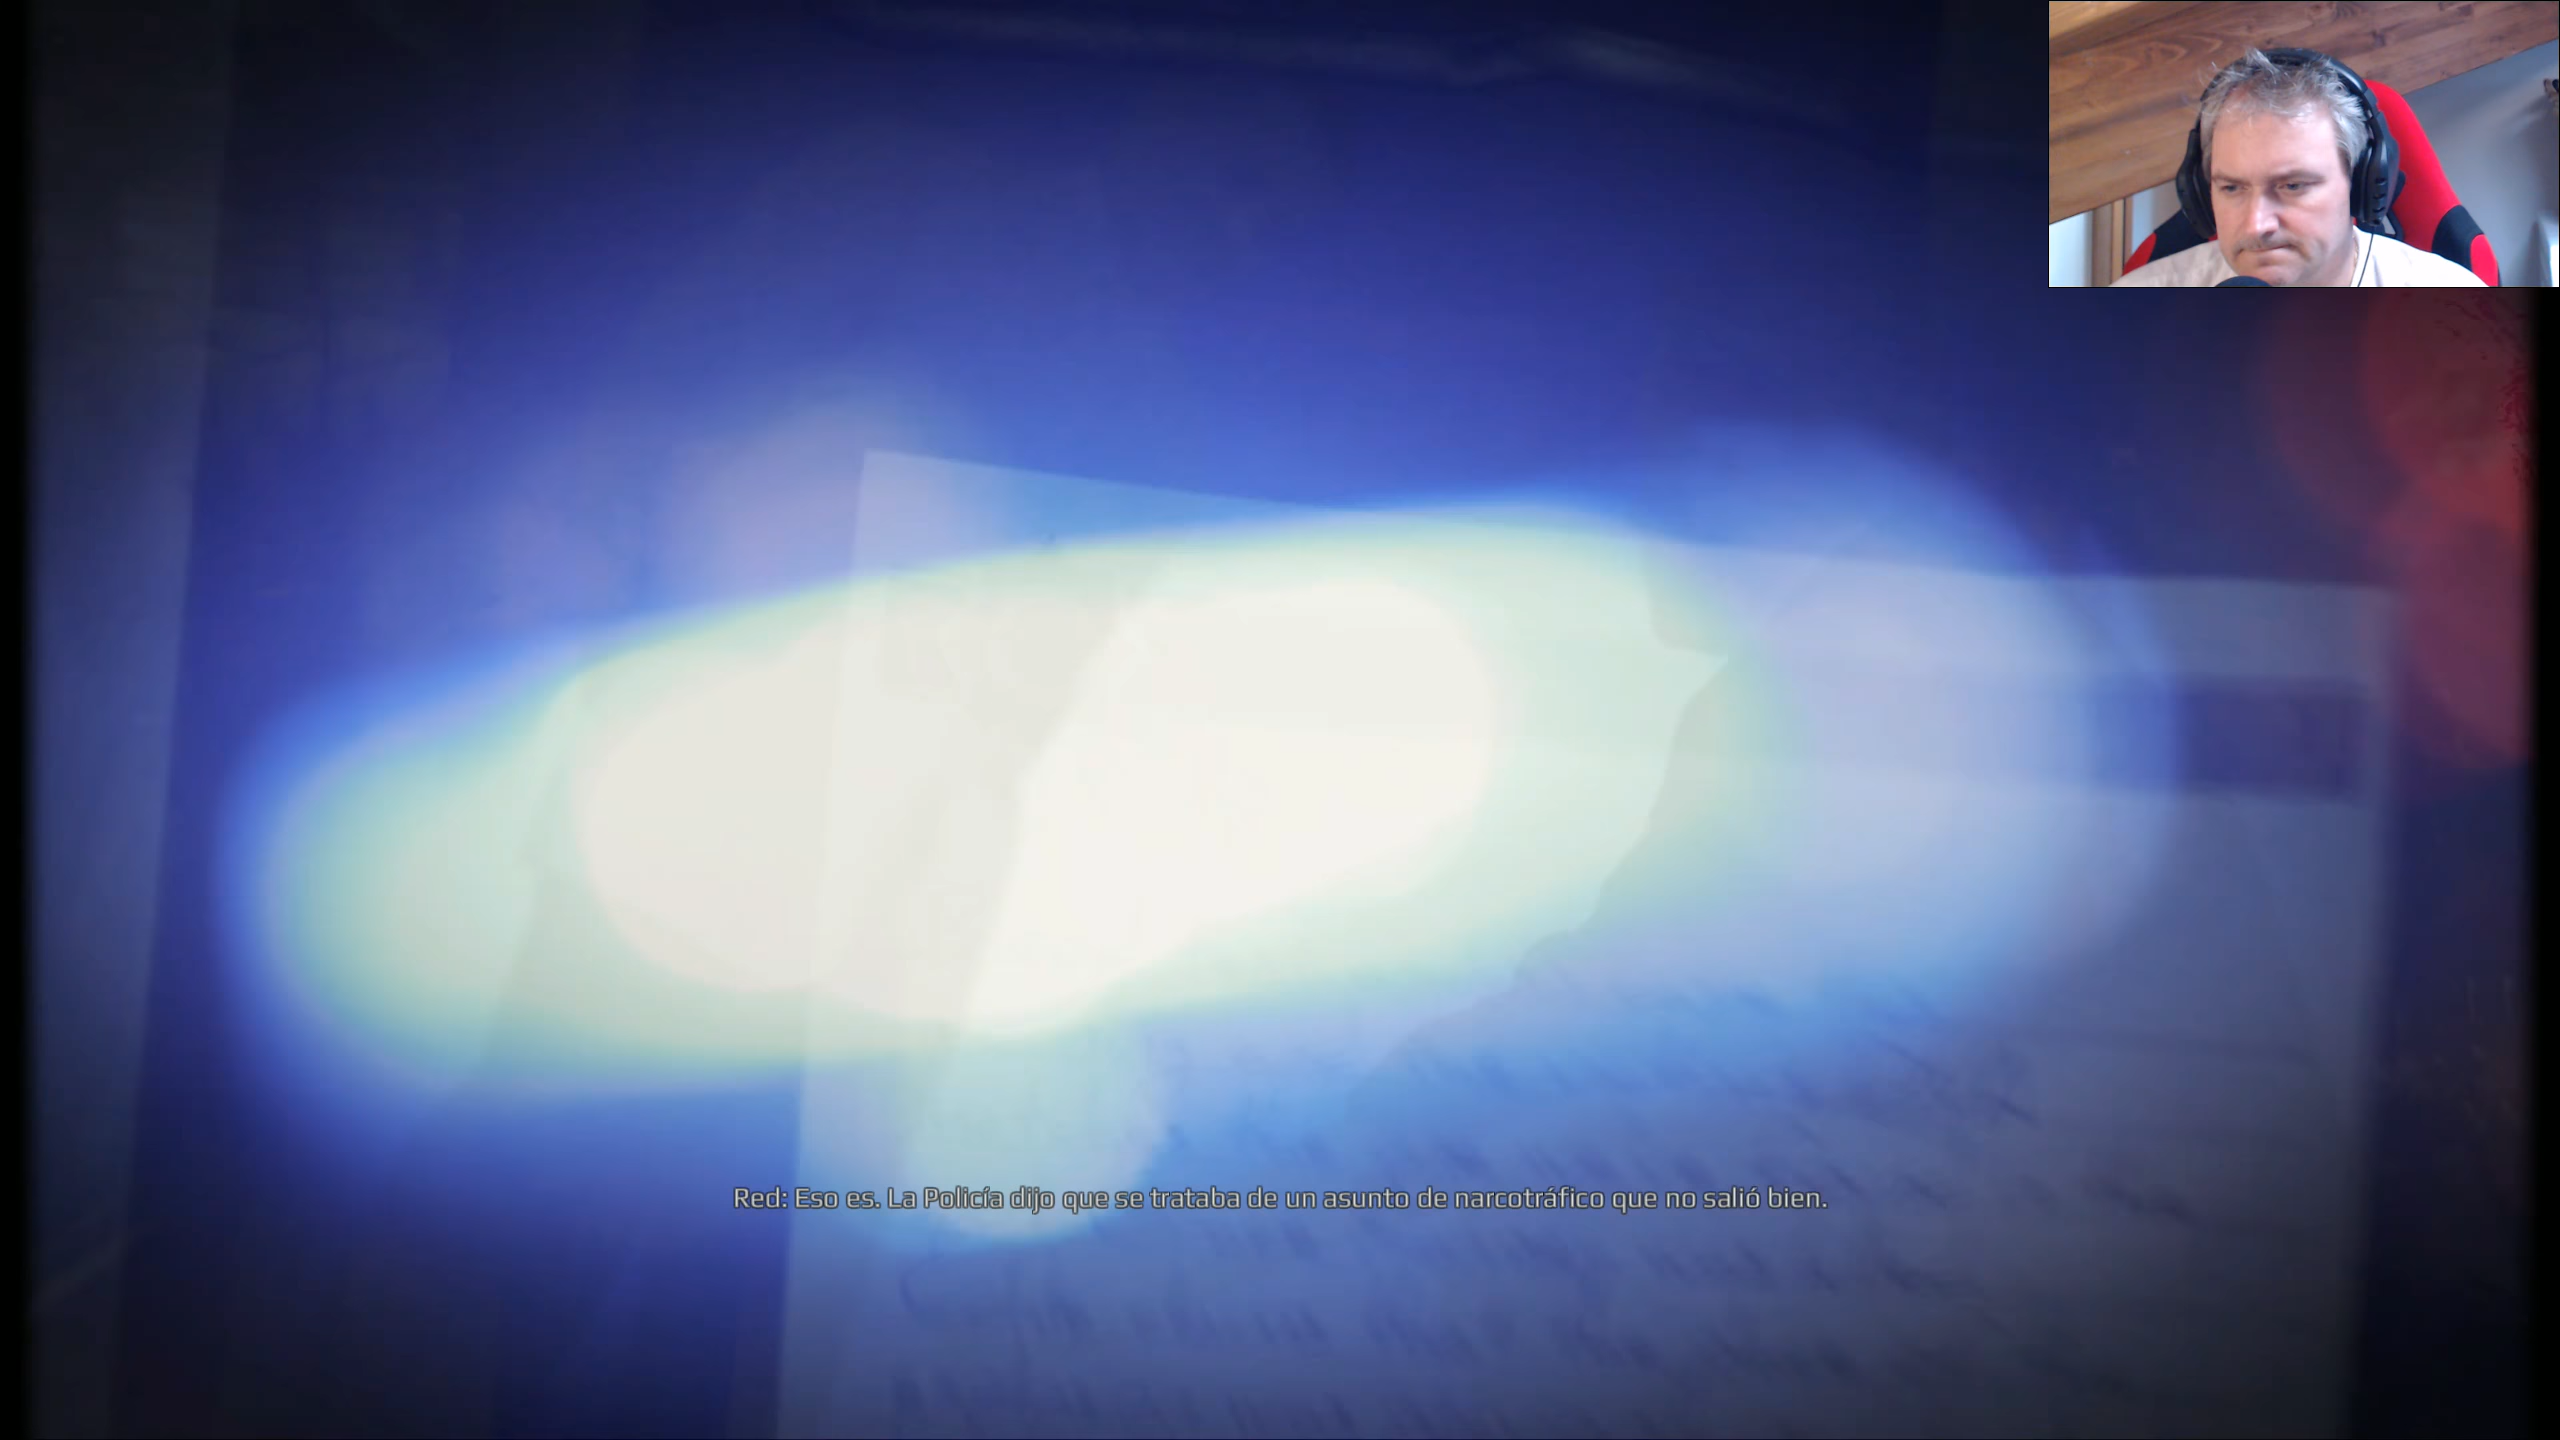 Red: Eso es. La Policía dijo que se trataba de un asunto de narcotráfico que no salió bien.